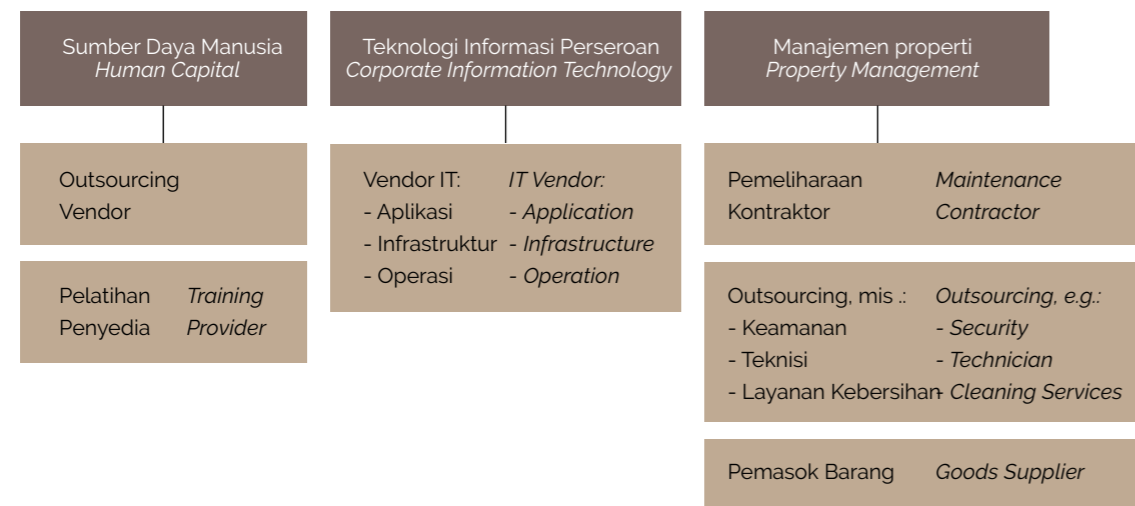 Sumber Daya Manusia
Human Capital
Outsourcing
Vendor
Pelatihan Training
Penyedia Provider
Teknologi Informasi Perseroan
Corporate Information Technology
Vendor IT: IT Vendor:
- Aplikasi - Application
- Infrastruktur - Infrastructure
- Operasi - Operation
Manajemen properti
Property Management
Pemeliharaan Maintenance
Kontraktor Contractor
Outsourcing, mis .: Outsourcing, e.g.:
- Keamanan - Security
- Teknisi - Technician
- Layanan Kebersihan - Cleaning Services
Pemasok Barang Goods Supplier